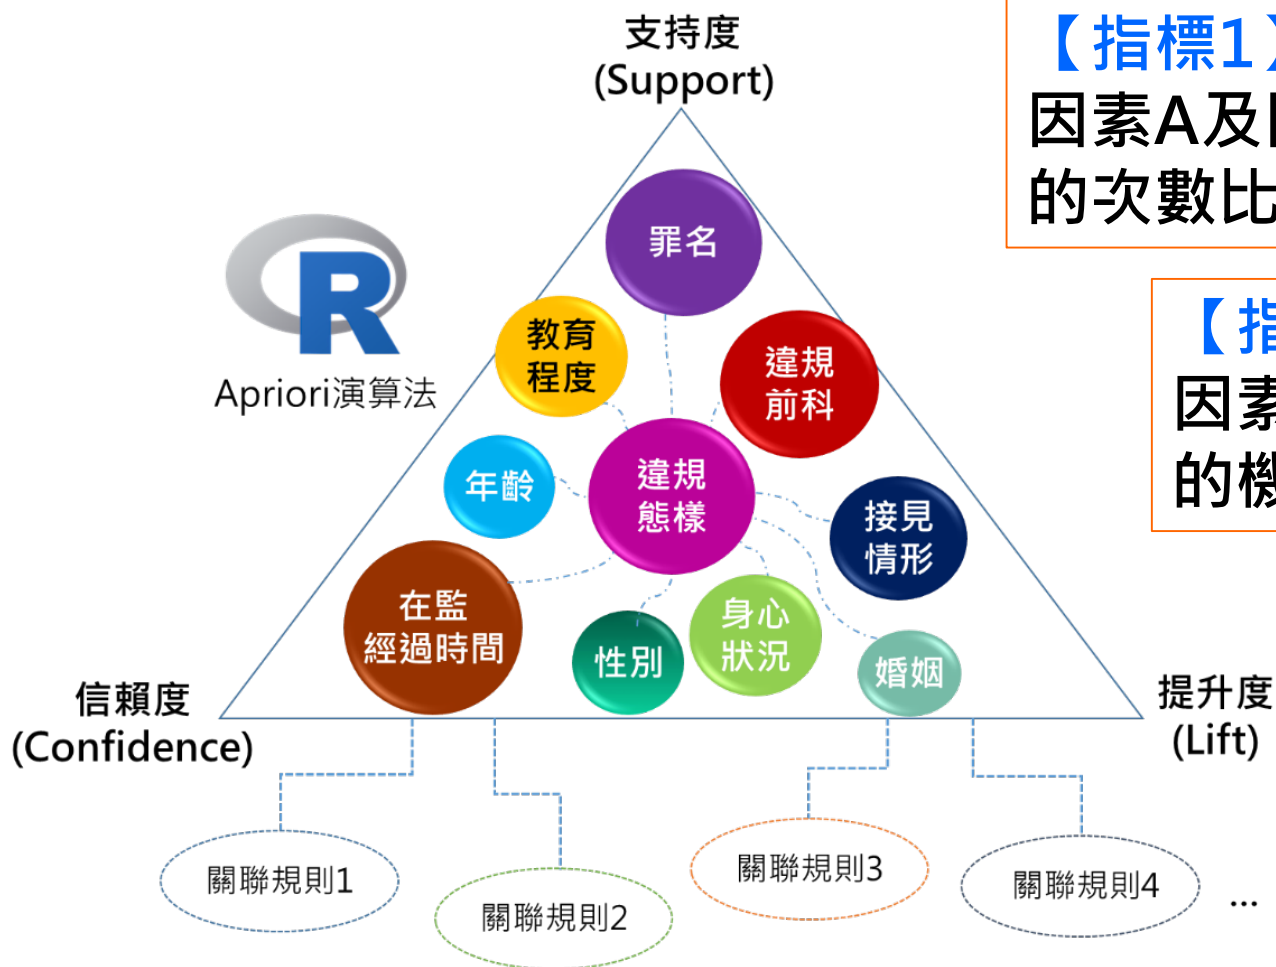 支持度
(Support)
【指標1】
因素A及
的次數比
【指
因素
的機
R
Apriori演算法
罪名
教育
程度
違規
前科
年齡
違規
態樣
接見
情形
在監
經過時間
性別
身心
狀況
婚姻
信賴度
(Confidence)
提升度
(Lift)
關聯規則1
關聯規則2
關聯規則3
關聯規則4
...